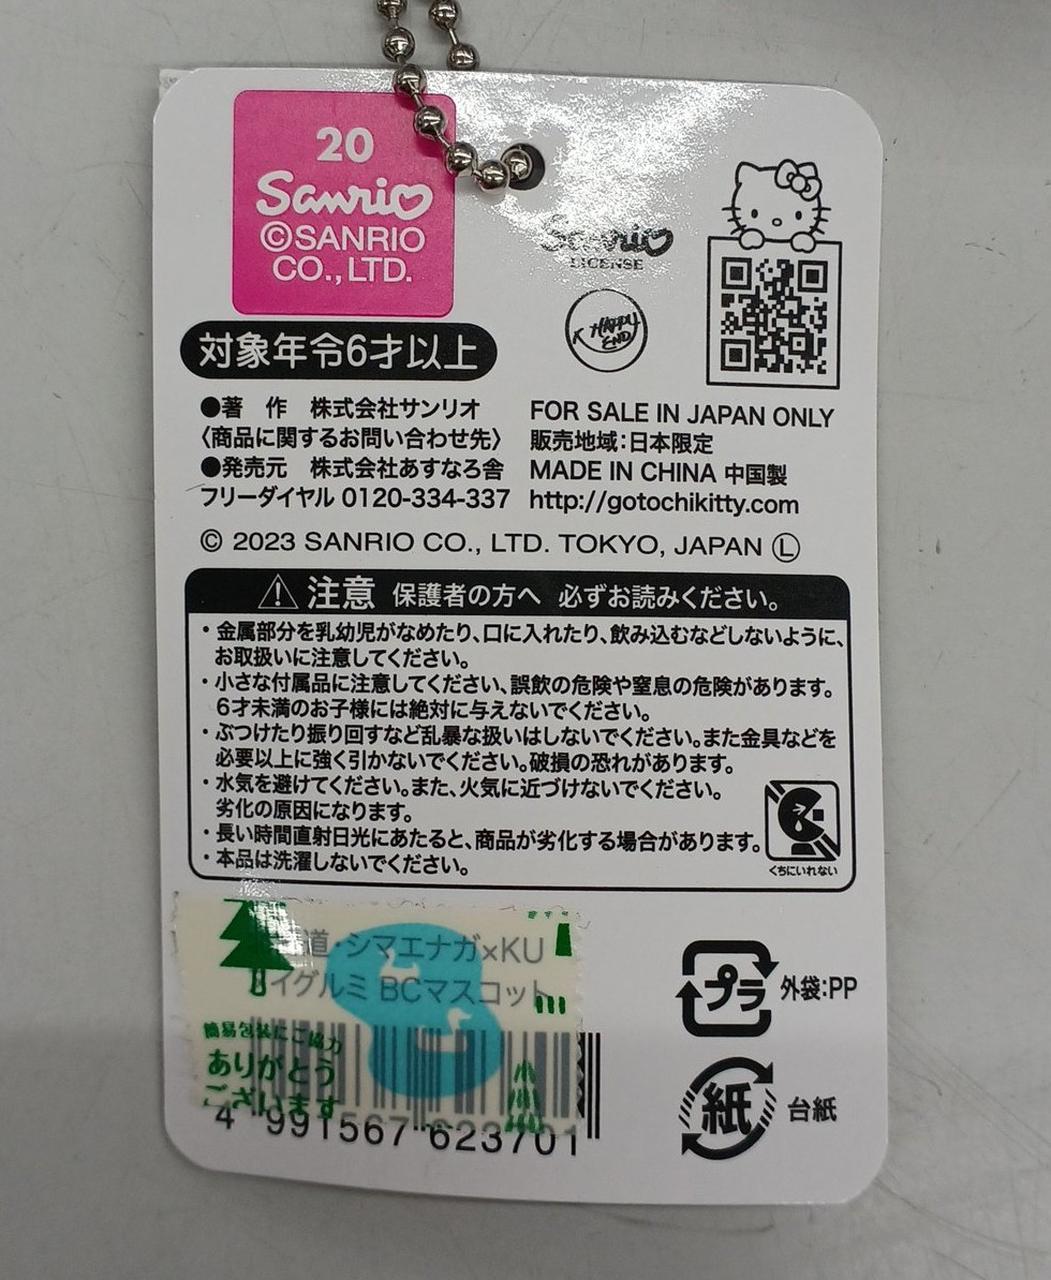 20
Sanrio
©SANRIO
CO.,LTD.
Sanrio
LICENSE
HAPPY
END
対象年令6才以上
●著　作　株式会社サンリオ
〈商品に関するお問い合わせ先〉
●発売元　株式会社あすなろ舎
フリーダイヤル 0120-334-337
FOR SALE IN JAPAN ONLY
販売地域:日本限定
MADE IN CHINA 中国製
http://gotochikitty.com
© 2023 SANRIO CO., LTD. TOKYO, JAPAN Ⓛ
注意 保護者の方へ 必ずお読みください。
・金属部分を乳幼児がなめたり、口に入れたり、飲み込むなどしないように、
お取扱いに注意してください。
・小さな付属品に注意してください、誤飲の危険や窒息の危険があります。
6才未満のお子様には絶対に与えないでください。
・ぶつけたり振り回すなど乱暴な扱いはしないでください。また金具などを
必要以上に強く引かないでください。破損の恐れがあります。
・水気を避けてください。また、火気に近づけないでください。
劣化の原因になります。
・長い時間直射日光にあたると、商品が劣化する場合があります。
・本品は洗濯しないでください。
くちにいれない
道・シマエナガ×KU
イグルミ BCマスコット
簡易包装にご協力
ありがとう
ございます
4 991567 623701
プラ 外袋:PP
紙 台紙